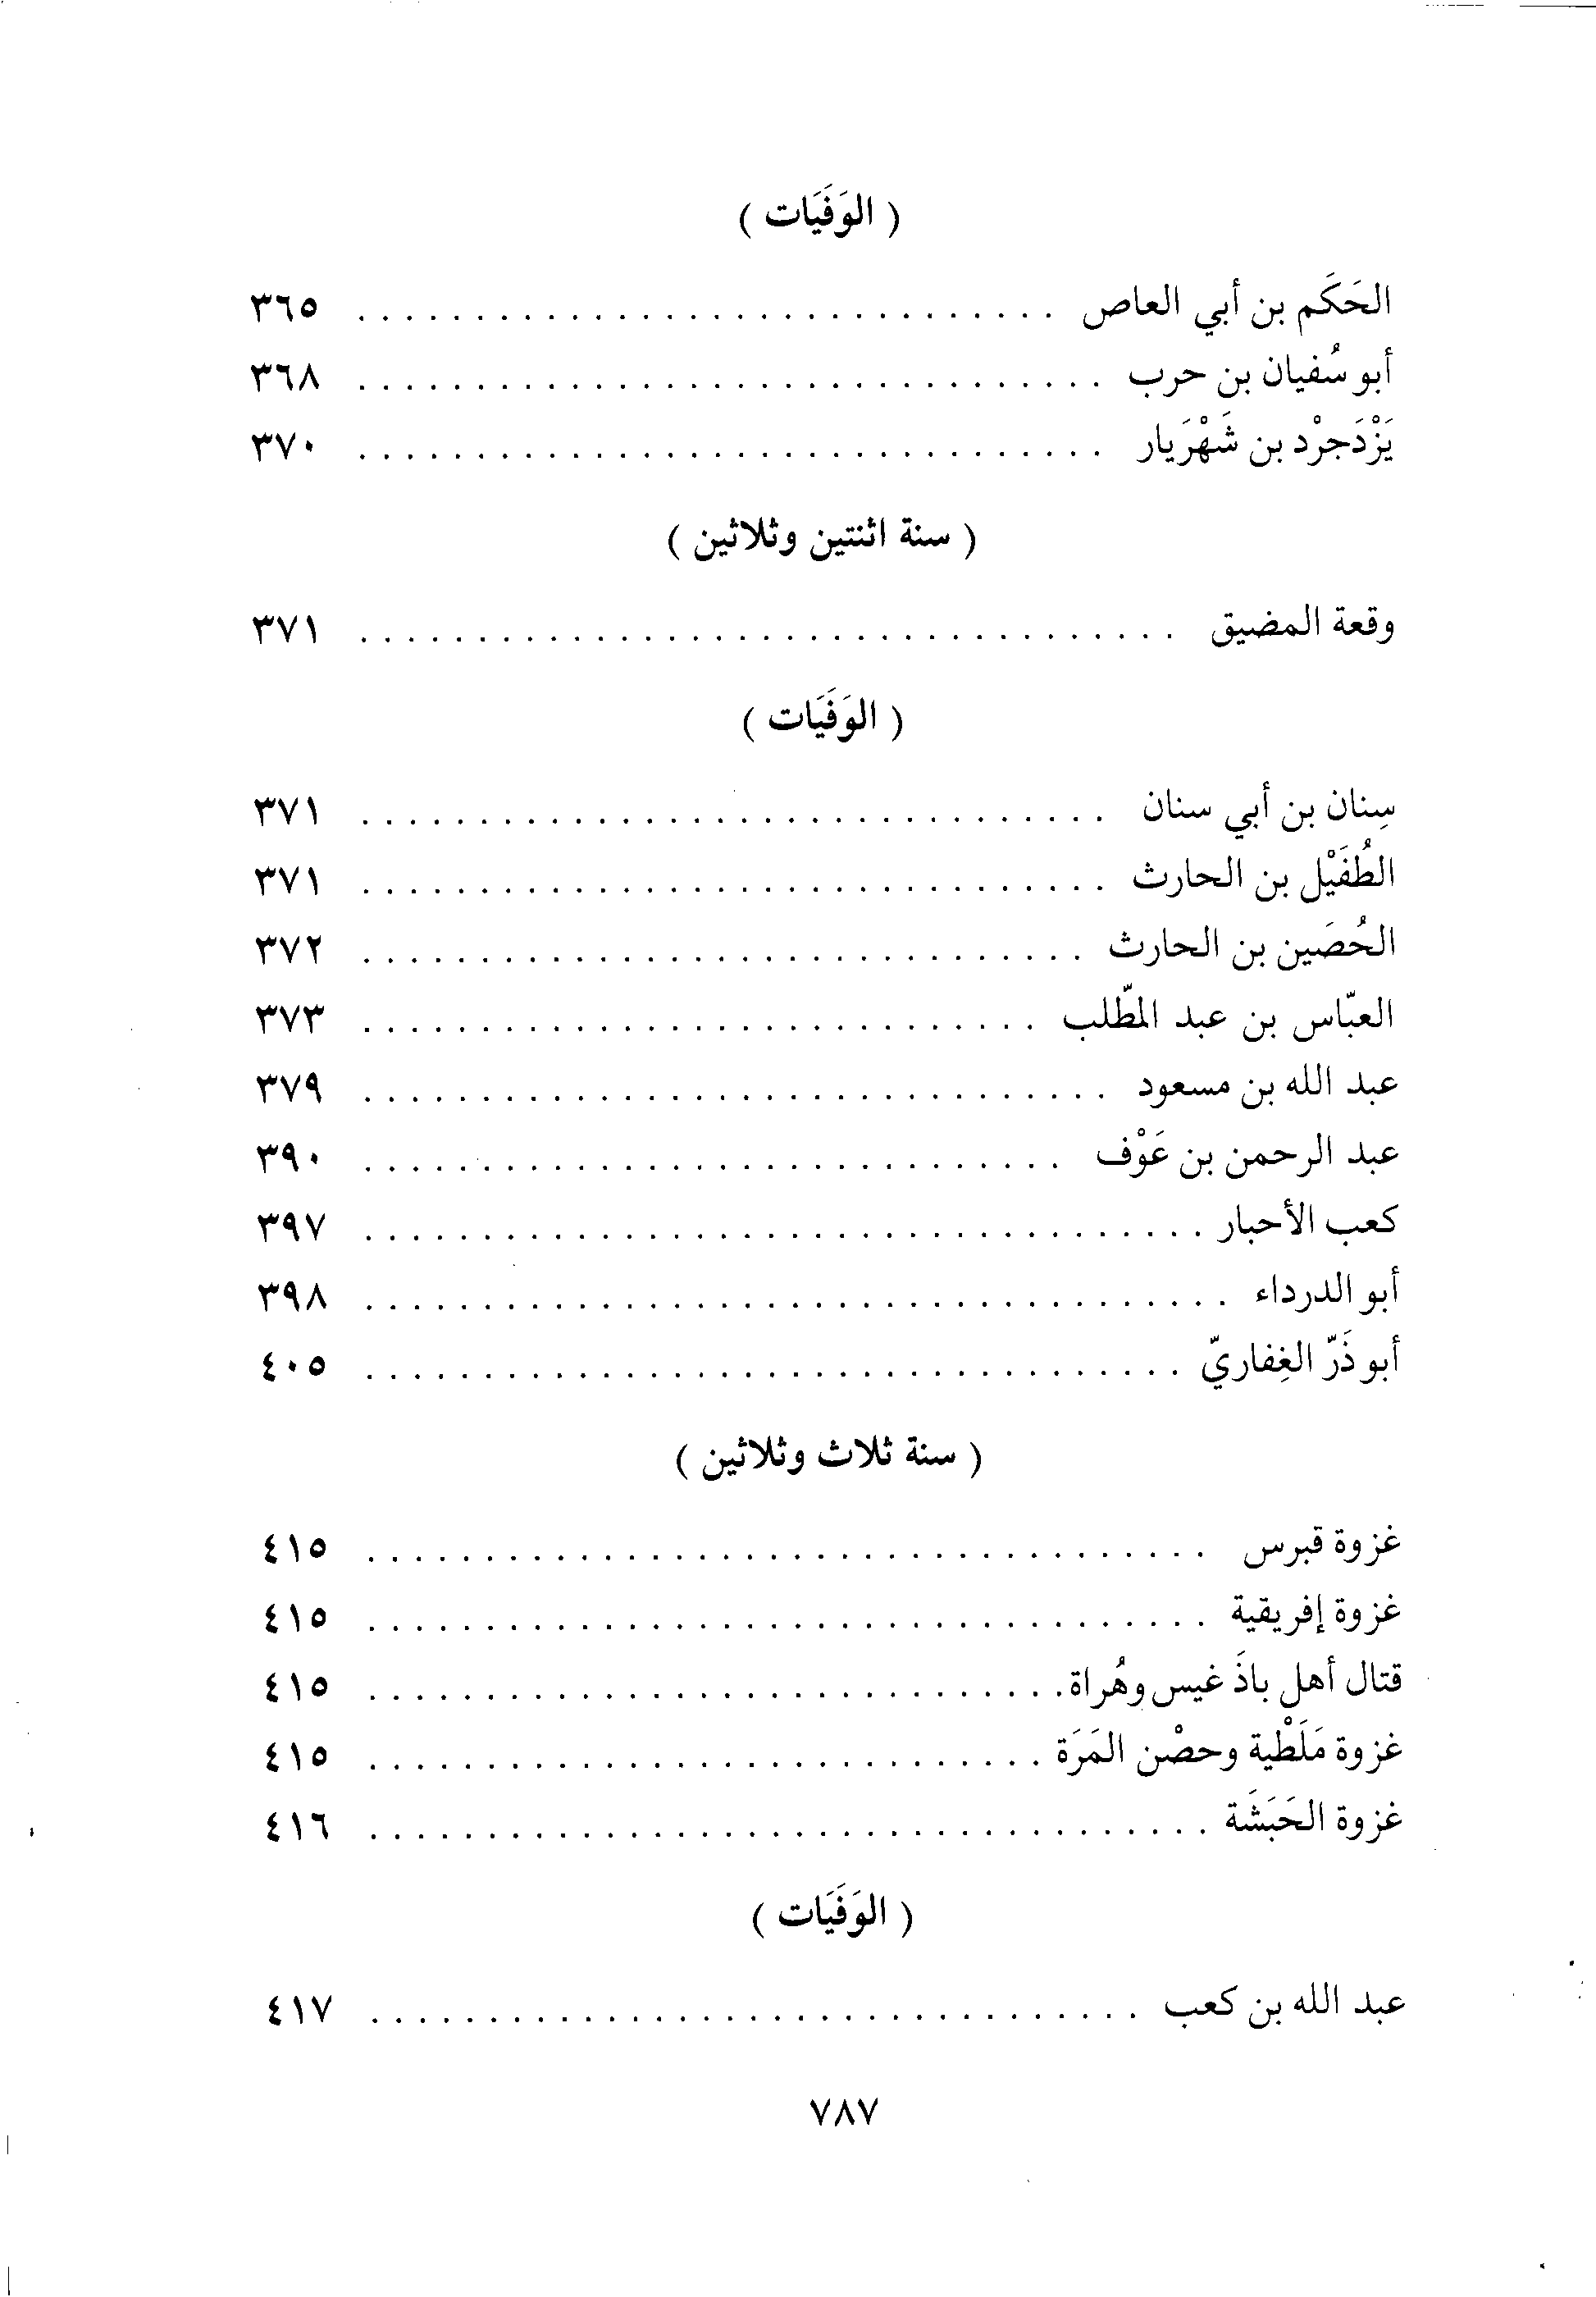 ( الوَفَيَات )
الحَكَم بن أبي العاص . . . . . . . . . . . . . . . . . . . . . . . . . . . . . . ٣٦٥
أبو سُفيان بن حرب . . . . . . . . . . . . . . . . . . . . . . . . . . . . . . . . ٣٦٨
يَزْدَجرْد بن شَهْرَيار . . . . . . . . . . . . . . . . . . . . . . . . . . . . . . . . ٣٧٠
( سنة اثنتين وثلاثين )
وقعة المضيق . . . . . . . . . . . . . . . . . . . . . . . . . . . . . . . . . . . ٣٧١
( الوَفَيَات )
سِنان بن أبي سنان . . . . . . . . . . . . . . . . . . . . . . . . . . . . . . . . ٣٧١
الطُفَيْل بن الحارث . . . . . . . . . . . . . . . . . . . . . . . . . . . . . . . . ٣٧١
الحُصَين بن الحارث . . . . . . . . . . . . . . . . . . . . . . . . . . . . . . . ٣٧٢
العبّاس بن عبد المطّلب . . . . . . . . . . . . . . . . . . . . . . . . . . . . . ٣٧٣
عبد الله بن مسعود . . . . . . . . . . . . . . . . . . . . . . . . . . . . . . . . ٣٧٩
عبد الرحمن بن عَوْف . . . . . . . . . . . . . . . . . . . . . . . . . . . . . . ٣٩٠
كعب الأحبار . . . . . . . . . . . . . . . . . . . . . . . . . . . . . . . . . . . . ٣٩٧
أبو الدرداء . . . . . . . . . . . . . . . . . . . . . . . . . . . . . . . . . . . . . ٣٩٨
أبو ذَرّ الغِفاريّ . . . . . . . . . . . . . . . . . . . . . . . . . . . . . . . . . . . ٤٠٥
( سنة ثلاث وثلاثين )
غزوة قبرس . . . . . . . . . . . . . . . . . . . . . . . . . . . . . . . . . . . . ٤١٥
غزوة إفريقية . . . . . . . . . . . . . . . . . . . . . . . . . . . . . . . . . . . . ٤١٥
قتال أهل باذَ غيس وهُراة . . . . . . . . . . . . . . . . . . . . . . . . . . . . . . ٤١٥
غزوة مَلَطْية وحصْن المَرَة . . . . . . . . . . . . . . . . . . . . . . . . . . . . . ٤١٥
غزوة الحَبَشَة . . . . . . . . . . . . . . . . . . . . . . . . . . . . . . . . . . . . ٤١٦
( الوَفَيَات )
عبد الله بن كعب . . . . . . . . . . . . . . . . . . . . . . . . . . . . . . . . . ٤١٧
٧٨٧